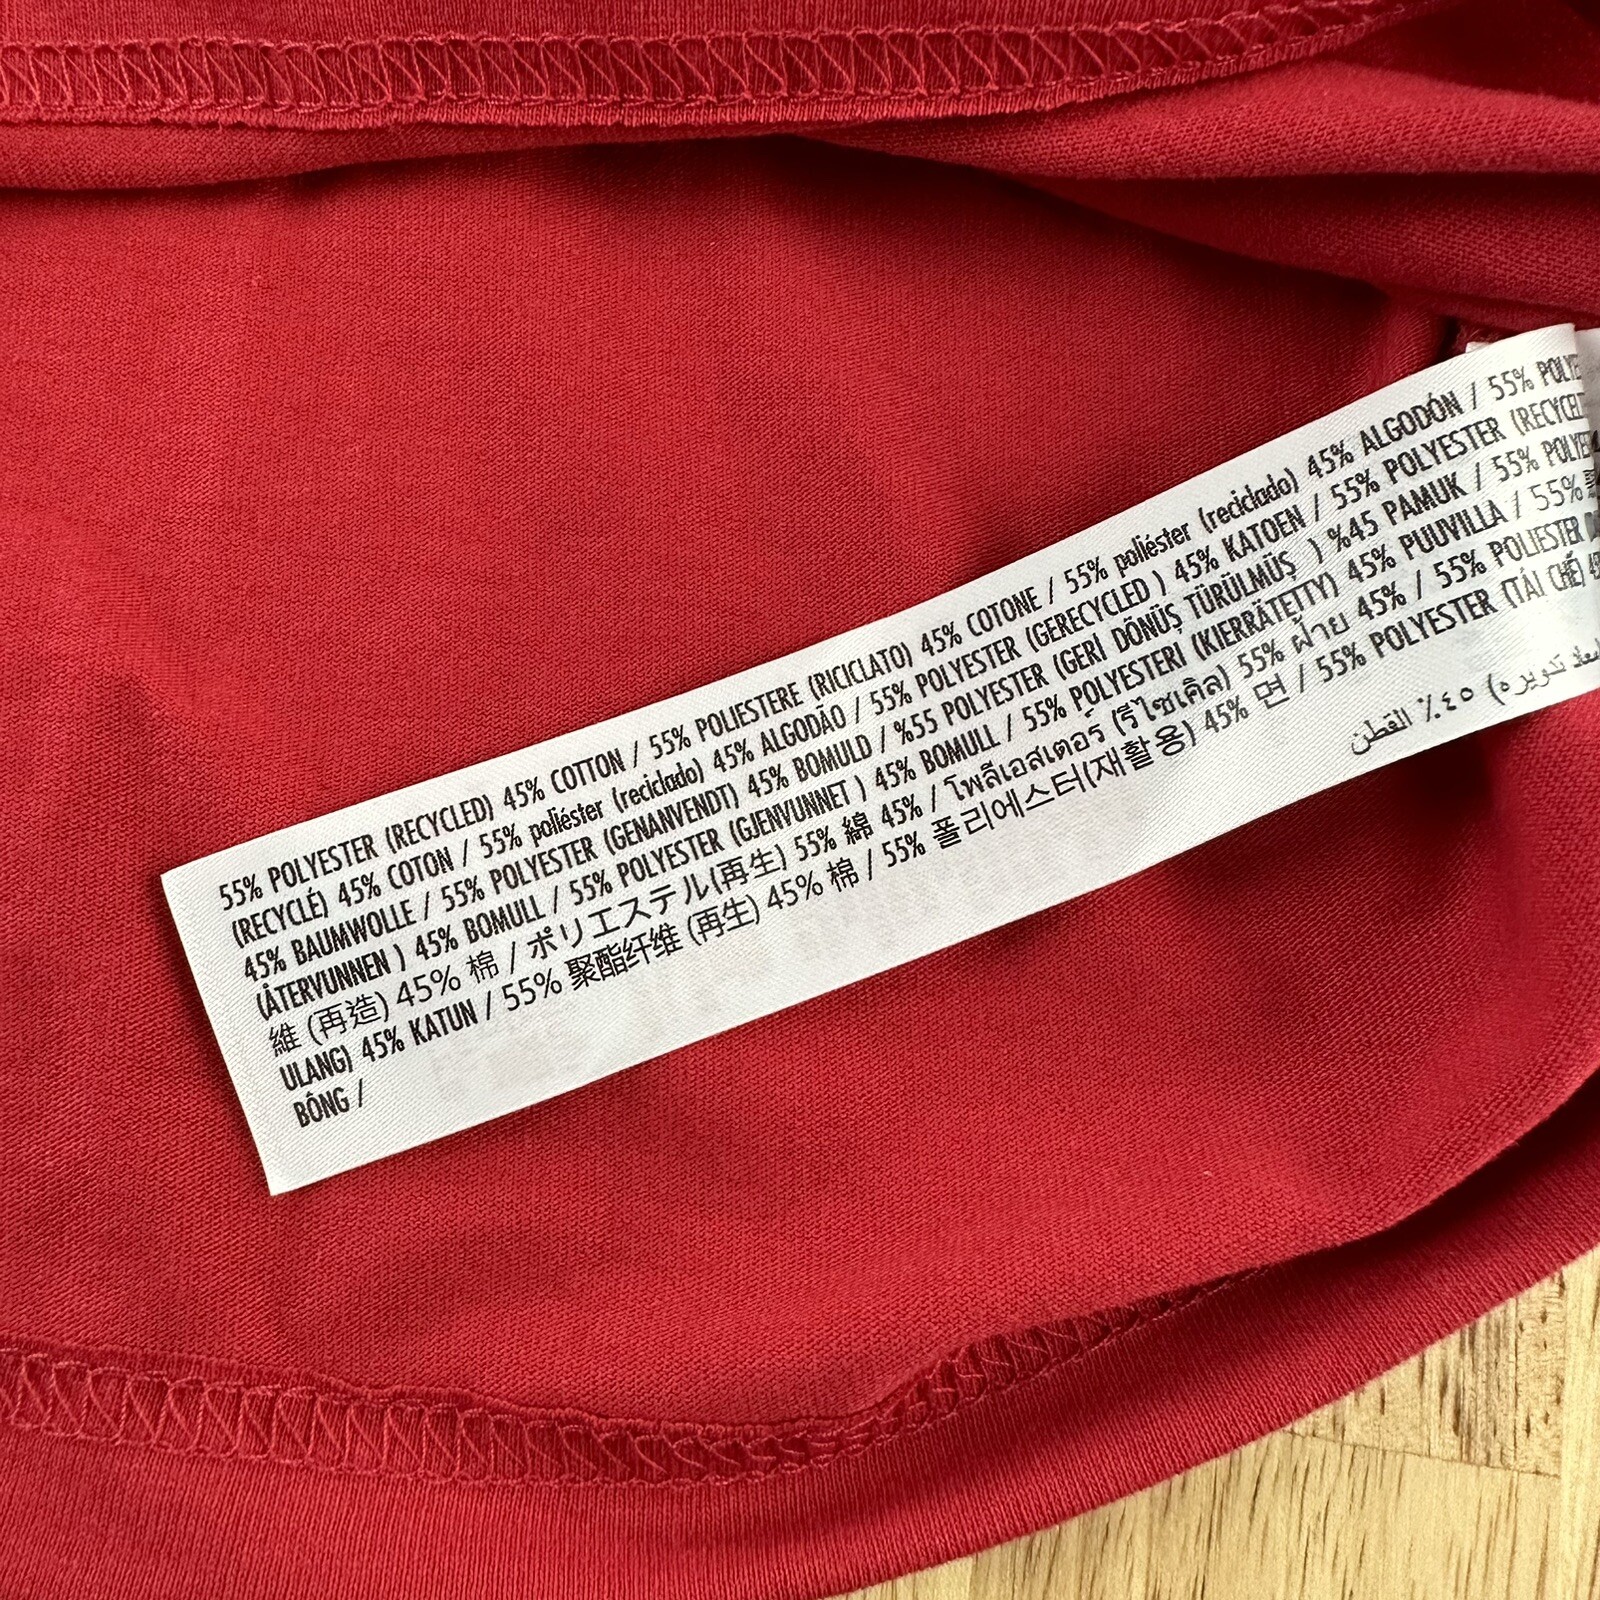 55% POLYESTER (RECYCLED) 45% COTTON / 55% POLIESTERE (RICICLATO) 45% COTONE / 55% poliéster (reciclado) 45% ALGODÓN / 55%
(RECYCLÉ) 45% COTON / 55% poliéster (reciclado) 45% ALGODÃO / 55% POLYESTER (GERECYCLED ) 45% KATOEN / 55% POLYESTER
45% BAUMWOLLE / 55% POLYESTER (GENANVENDT) 45% BOMULD / %55 POLYESTER (GERİ DÖNÜŞ TÜRÜLMÜŞ ) %45 PAMUK / 55%
(ÅTERVUNNEN ) 45% BOMULL / 55% POLYESTER (GJENVUNNET ) 45% BOMULL / 55% POLYESTERI (KIERRÄTETTY) 45% PUUVILLA / 55%
維 (再造) 45% 棉 / ポリエステル(再生) 55% 綿 45% / โพลีเอสเตอร์ (รีไซเคิล) 55% ฝ้าย 45% / 55% POLIESTER
ULANG) 45% KATUN / 55% 聚酯纤维 (再生) 45% 棉 / 55% 폴리에스터(재활용) 45% 면 / 55% POLYESTER (TÁI CHẾ)
BÔNG / تدويره) ٤٥٪ القطن